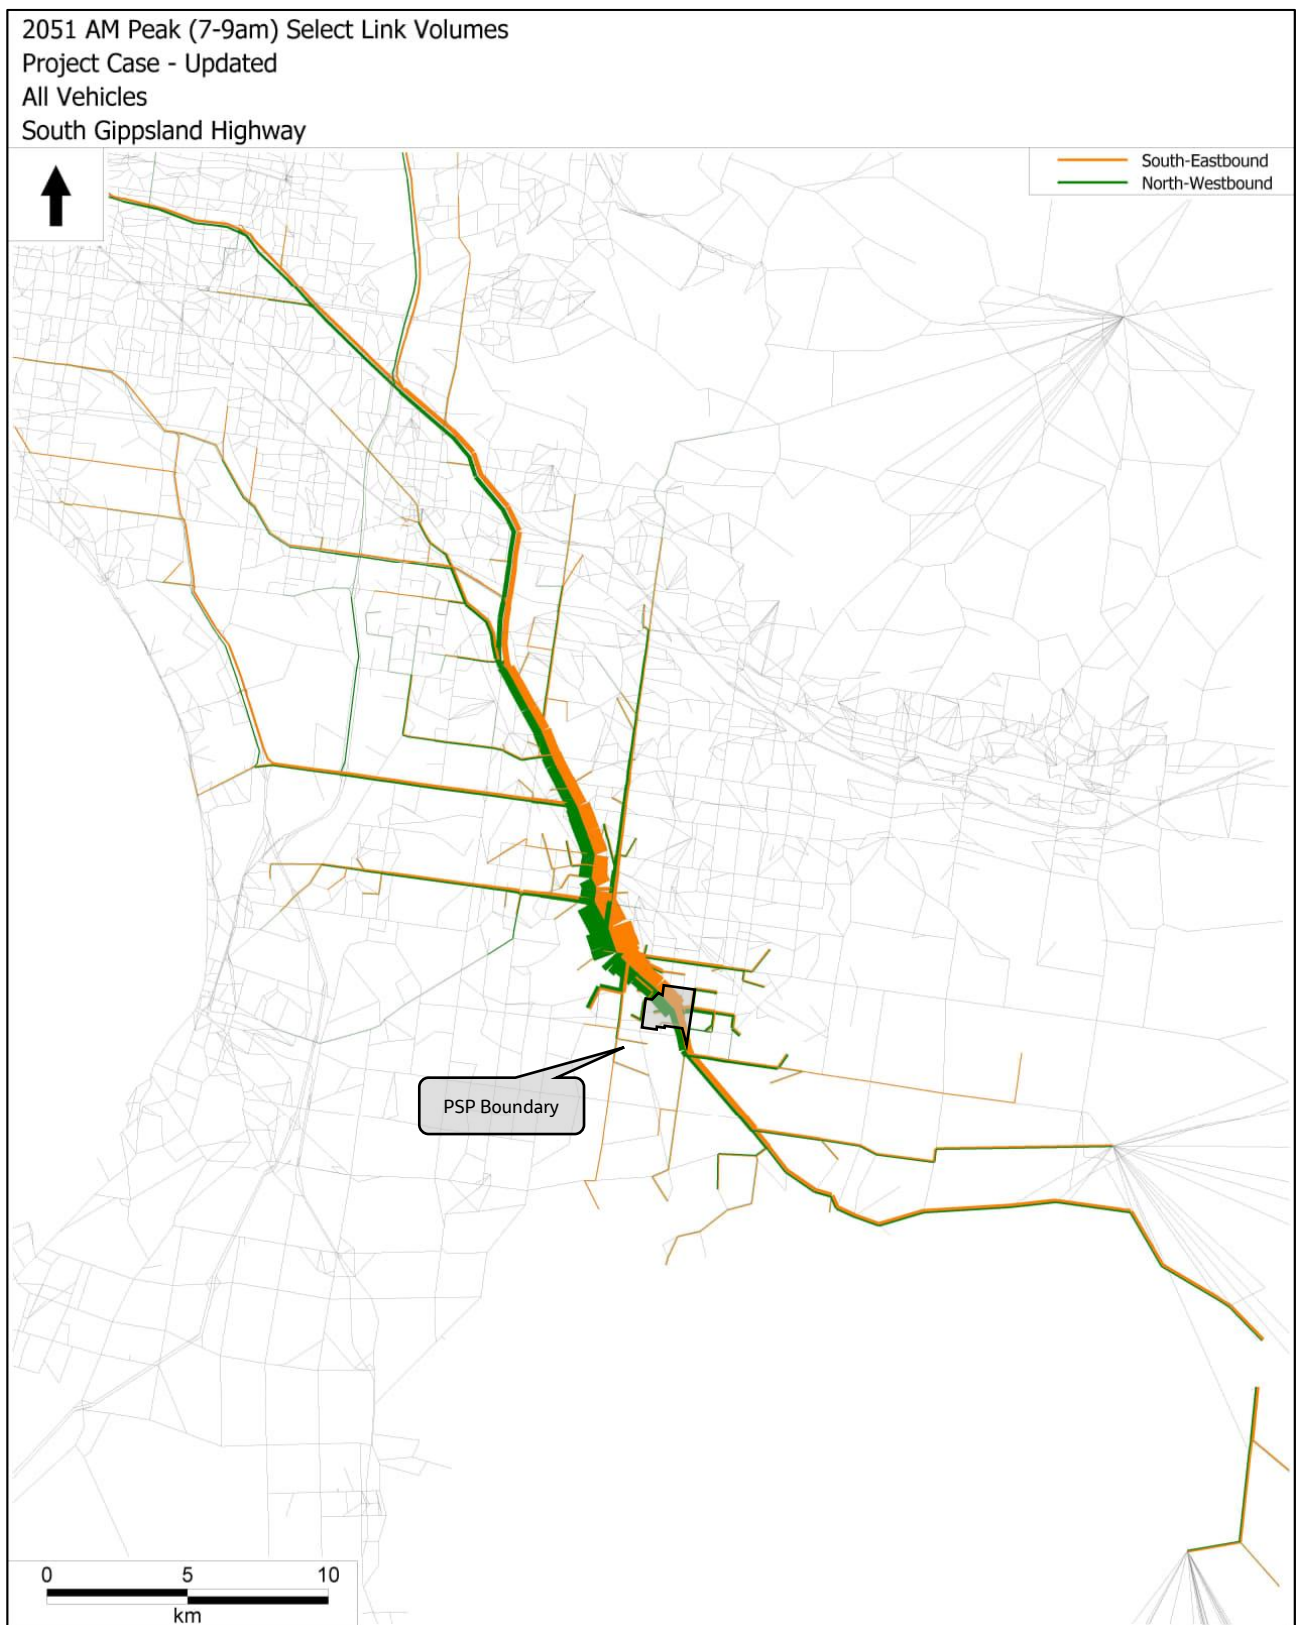 2051 AM Peak (7-9am) Select Link Volumes
Project Case - Updated
All Vehicles
South Gippsland Highway
South-Eastbound
North-Westbound
PSP Boundary
0 5 10
km